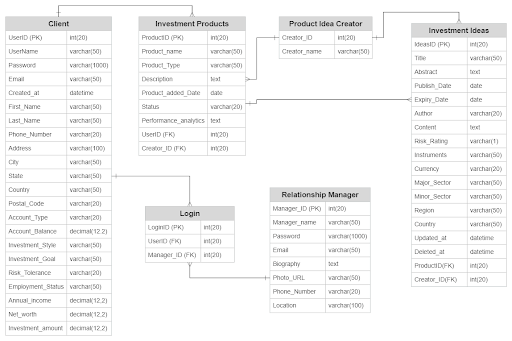 Client
UserID (PK) int(20)
UserName varchar(50)
Password varchar(1000)
Email varchar(50)
Created_at datetime
First_Name varchar(50)
Last_Name varchar(50)
Phone_Number varchar(20)
Address varchar(100)
City varchar(50)
State varchar(50)
Country varchar(50)
Postal_Code varchar(20)
Account_Type varchar(20)
Account_Balance decimal(12,2)
Investment_Style varchar(50)
Investment_Goal varchar(50)
Risk_Tolerance varchar(20)
Employment_Status varchar(50)
Annual_income decimal(12,2)
Net_worth decimal(12,2)
Investment_amount decimal(12,2)
Investment Products
ProductID (PK) int(20)
Product_name varchar(50)
Product_Type varchar(50)
Description text
Product_added_Date date
Status varchar(20)
Performance_analytics text
UserID (FK) int(20)
Creator_ID (FK) int(20)
Product Idea Creator
Creator_ID int(20)
Creator_name varchar(50)
Investment Ideas
IdeasID (PK) int(20)
Title varchar(50)
Abstract text
Publish_Date date
Expiry_Date date
Author varchar(20)
Content text
Risk_Rating varchar(1)
Instruments varchar(50)
Currency varchar(20)
Major_Sector varchar(50)
Minor_Sector varchar(50)
Region varchar(50)
Country varchar(50)
Updated_at datetime
Deleted_at datetime
ProductID(FK) int(20)
Creator_ID(FK) int(20)
Login
LoginID (PK) int(20)
UserID (FK) int(20)
Manager_ID (FK) int(20)
Relationship Manager
Manager_ID (PK) int(20)
Manager_name varchar(50)
Password varchar(1000)
Email varchar(50)
Biography text
Photo_URL varchar(50)
Phone_Number varchar(20)
Location varchar(100)